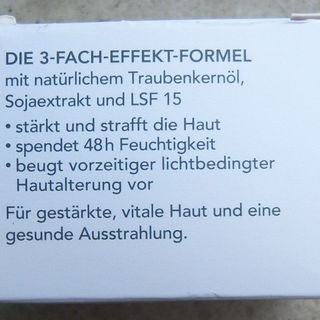 DIE 3-FACH-EFFEKT-FORMEL
mit natürlichem Traubenkernöl,
Sojaextrakt und LSF 15
• stärkt und strafft die Haut
• spendet 48 h Feuchtigkeit
• beugt vorzeitiger lichtbedingter
Hautalterung vor
Für gestärkte, vitale Haut und eine
gesunde Ausstrahlung.